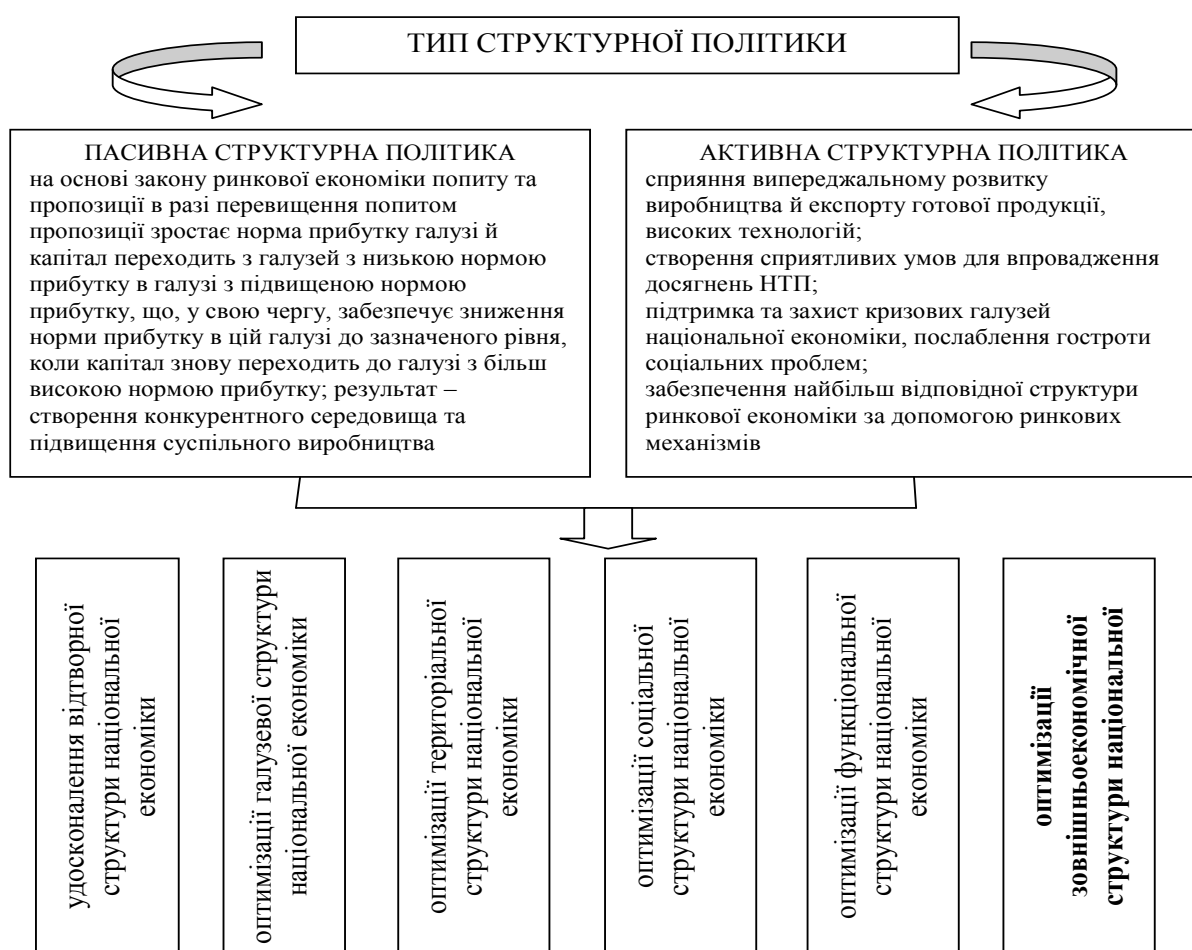 ТИП СТРУКТУРНОЇ ПОЛІТИКИ
ПАСИВНА СТРУКТУРНА ПОЛІТИКА
на основі закону ринкової економіки попиту та
пропозиції в разі перевищення попитом
пропозиції зростає норма прибутку галузі й
капітал переходить з галузей з низькою нормою
прибутку в галузі з підвищеною нормою
прибутку, що, у свою чергу, забезпечує зниження
норми прибутку в цій галузі до зазначеного рівня,
коли капітал знову переходить до галузі з більш
високою нормою прибутку; результат –
створення конкурентного середовища та
підвищення суспільного виробництва
АКТИВНА СТРУКТУРНА ПОЛІТИКА
сприяння випереджальному розвитку
виробництва й експорту готової продукції,
високих технологій;
створення сприятливих умов для впровадження
досягнень НТП;
підтримка та захист кризових галузей
національної економіки, послаблення гостроти
соціальних проблем;
забезпечення найбільш відповідної структури
ринкової економіки за допомогою ринкових
механізмів
удосконалення відтворної
структури національної
економіки
оптимізації галузевої структури
національної економіки
оптимізації територіальної
структури національної
економіки
оптимізації соціальної
структури національної
економіки
оптимізації функціональної
структури національної
економіки
оптимізації
зовнішньоекономічної
структури національної